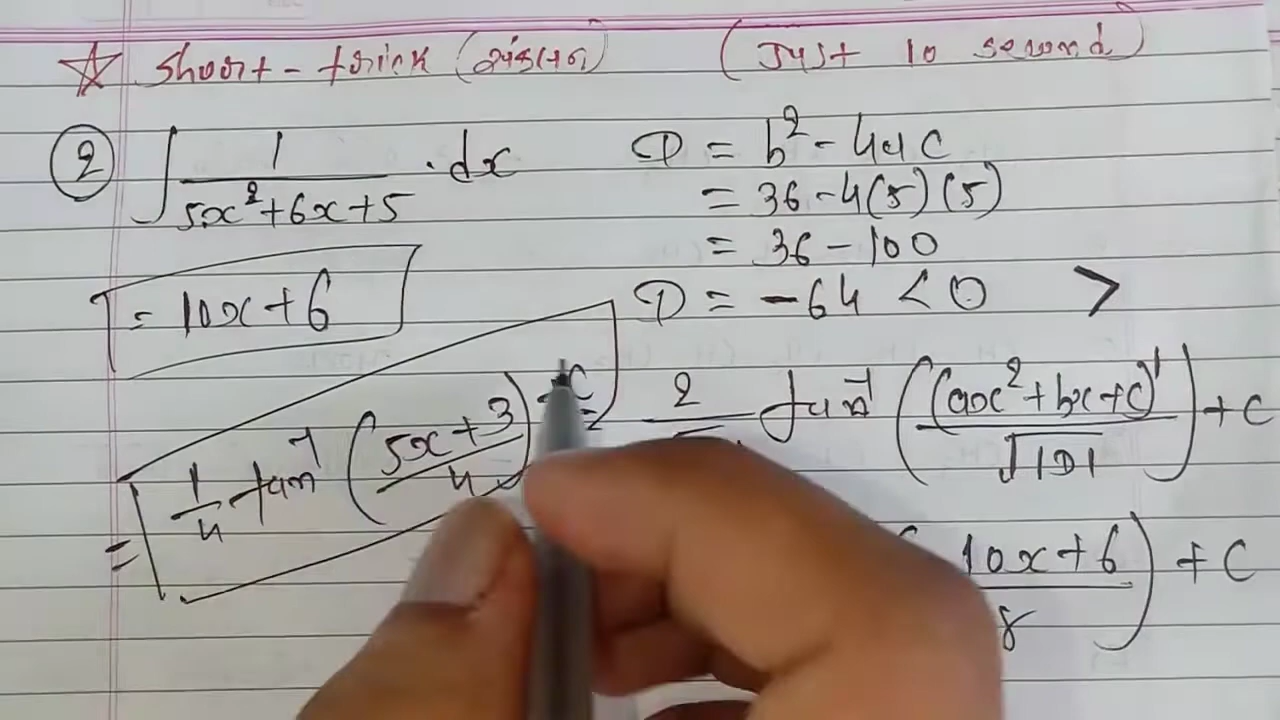 ☆ Short-trick ( ) (Just 10 second)
② ∫ 1/(5x²+6x+5) .dx
D = b² - 4ac
= 36 - 4(5)(5)
= 36 - 100
= 10x+6
D = -64 < 0 >
= 2/√ tan⁻¹ ((ax²+bx+c)'/√|D|) + C
= 1/4 tan⁻¹ ((5x+3)/4) + C
(10x+6)/8) + C